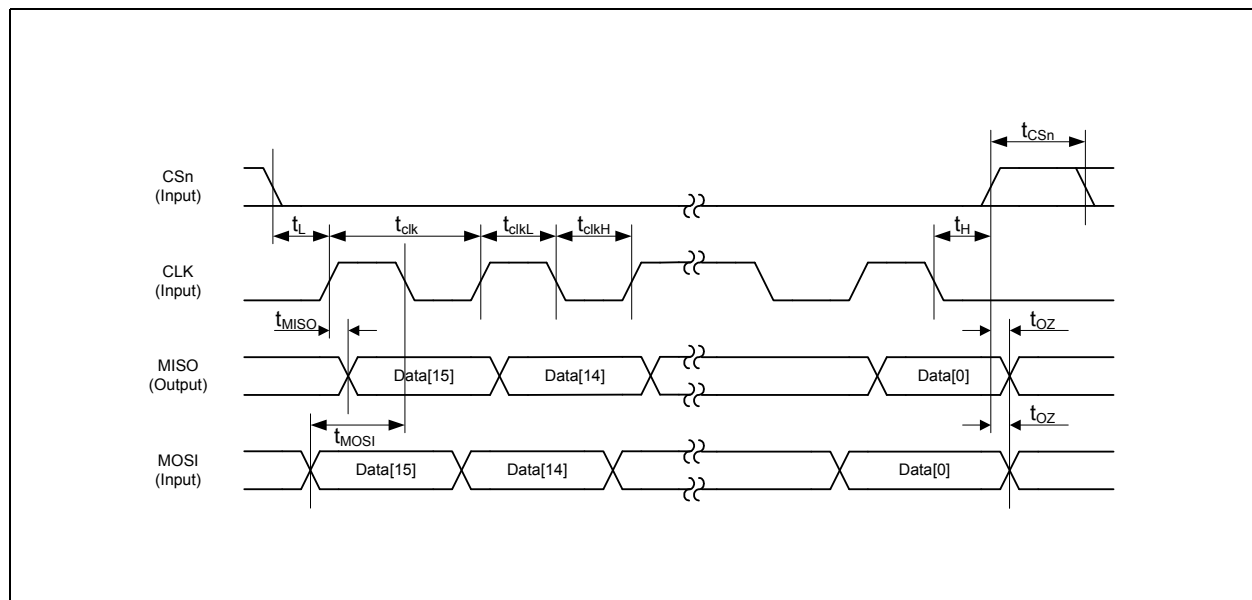 tCSn
CSn
(Input)
tL
tclk
tclkL
tclkH
tH
CLK
(Input)
tMISO
tOZ
MISO
(Output)
Data[15]
Data[14]
Data[0]
tMOSI
tOZ
MOSI
(Input)
Data[15]
Data[14]
Data[0]